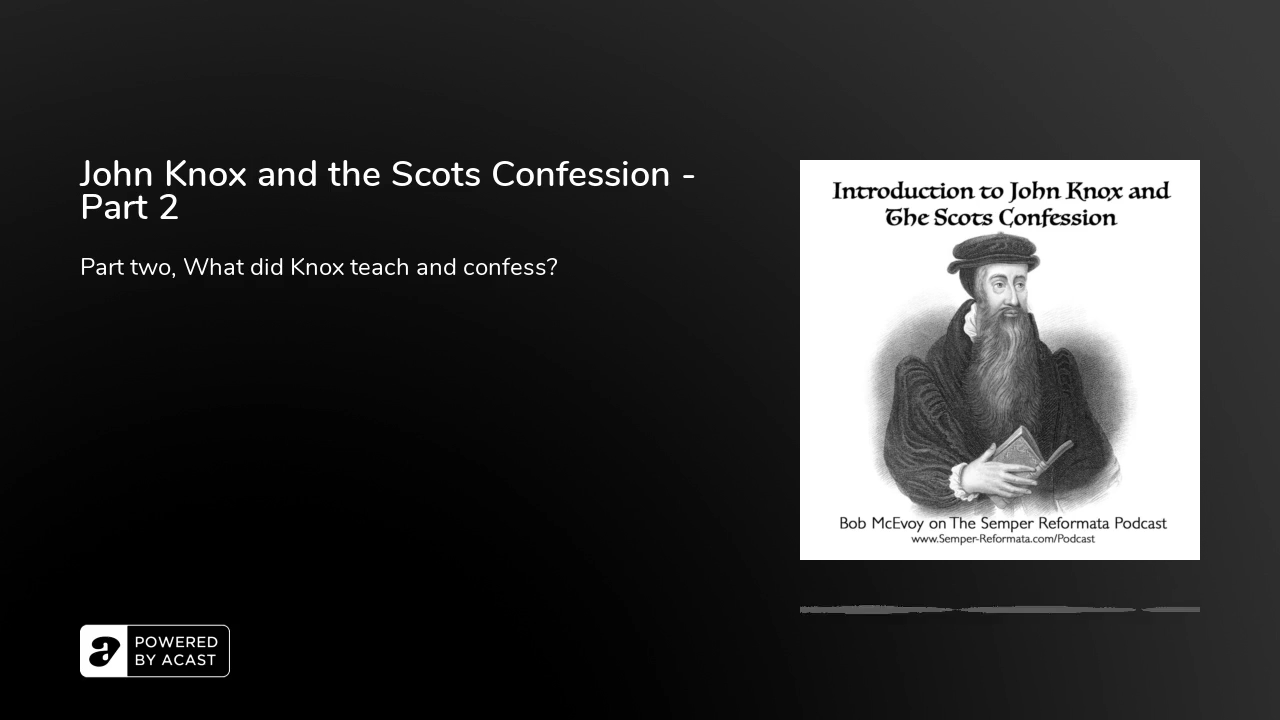 John Knox and the Scots Confession -
Part 2
Part two, What did Knox teach and confess?
Introduction to John Knox and
The Scots Confession
Bob McEvoy on The Semper Reformata Podcast
www.Semper-Reformata.com/Podcast
a POWERED
BY ACAST